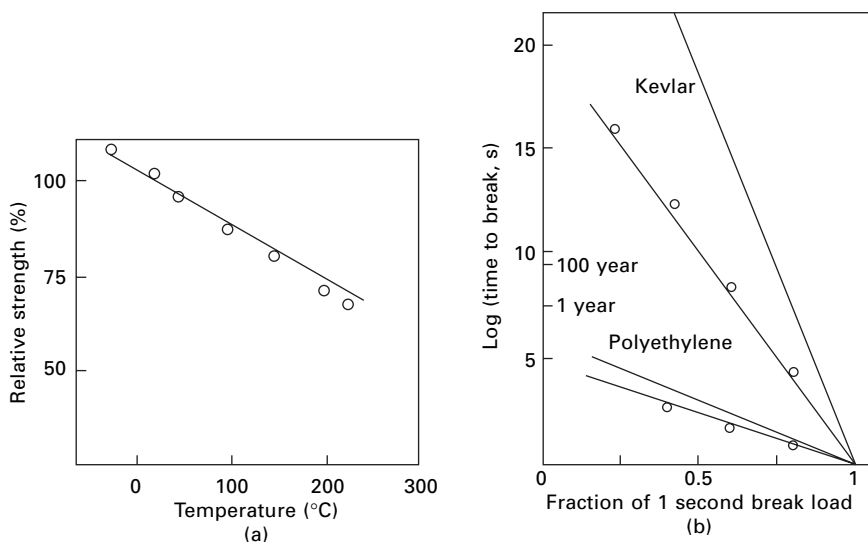 Relative strength (%)
100
75
50
0
100
200
300
Temperature (°C)
(a)
Log (time to break, s)
20
15
10
5
0
100 year
1 year
Kevlar
Polyethylene
0.5
1
Fraction of 1 second break load
(b)